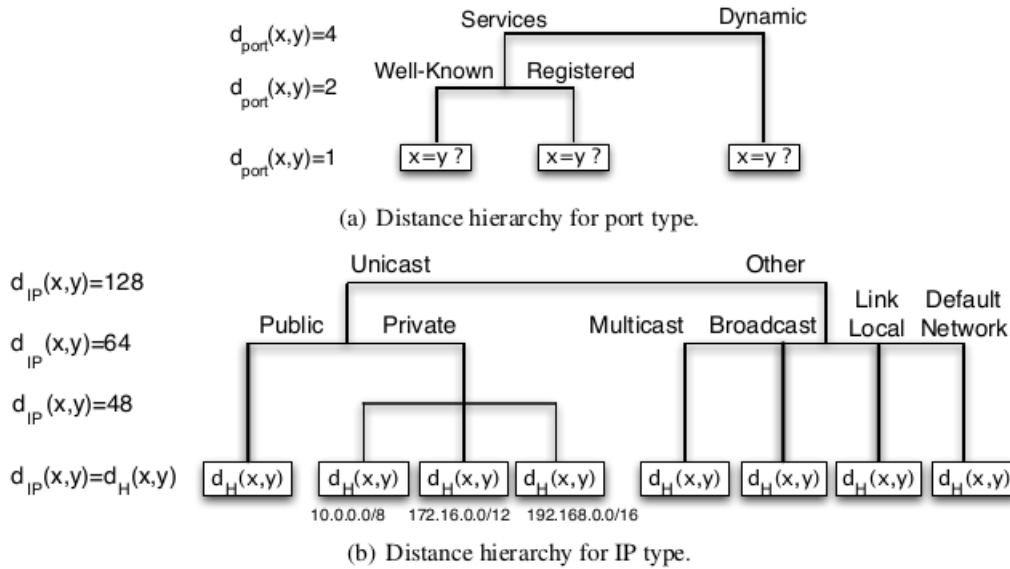 Services Dynamic
d_port(x,y)=4
Well-Known Registered
d_port(x,y)=2
d_port(x,y)=1 x=y ? x=y ? x=y ?
(a) Distance hierarchy for port type.
Unicast Other
d_IP(x,y)=128
Public Private Multicast Broadcast Link Local Default Network
d_IP(x,y)=64
d_IP(x,y)=48
d_IP(x,y)=d_H(x,y) d_H(x,y) d_H(x,y) d_H(x,y) d_H(x,y) d_H(x,y) d_H(x,y) d_H(x,y) d_H(x,y)
10.0.0.0/8 172.16.0.0/12 192.168.0.0/16
(b) Distance hierarchy for IP type.